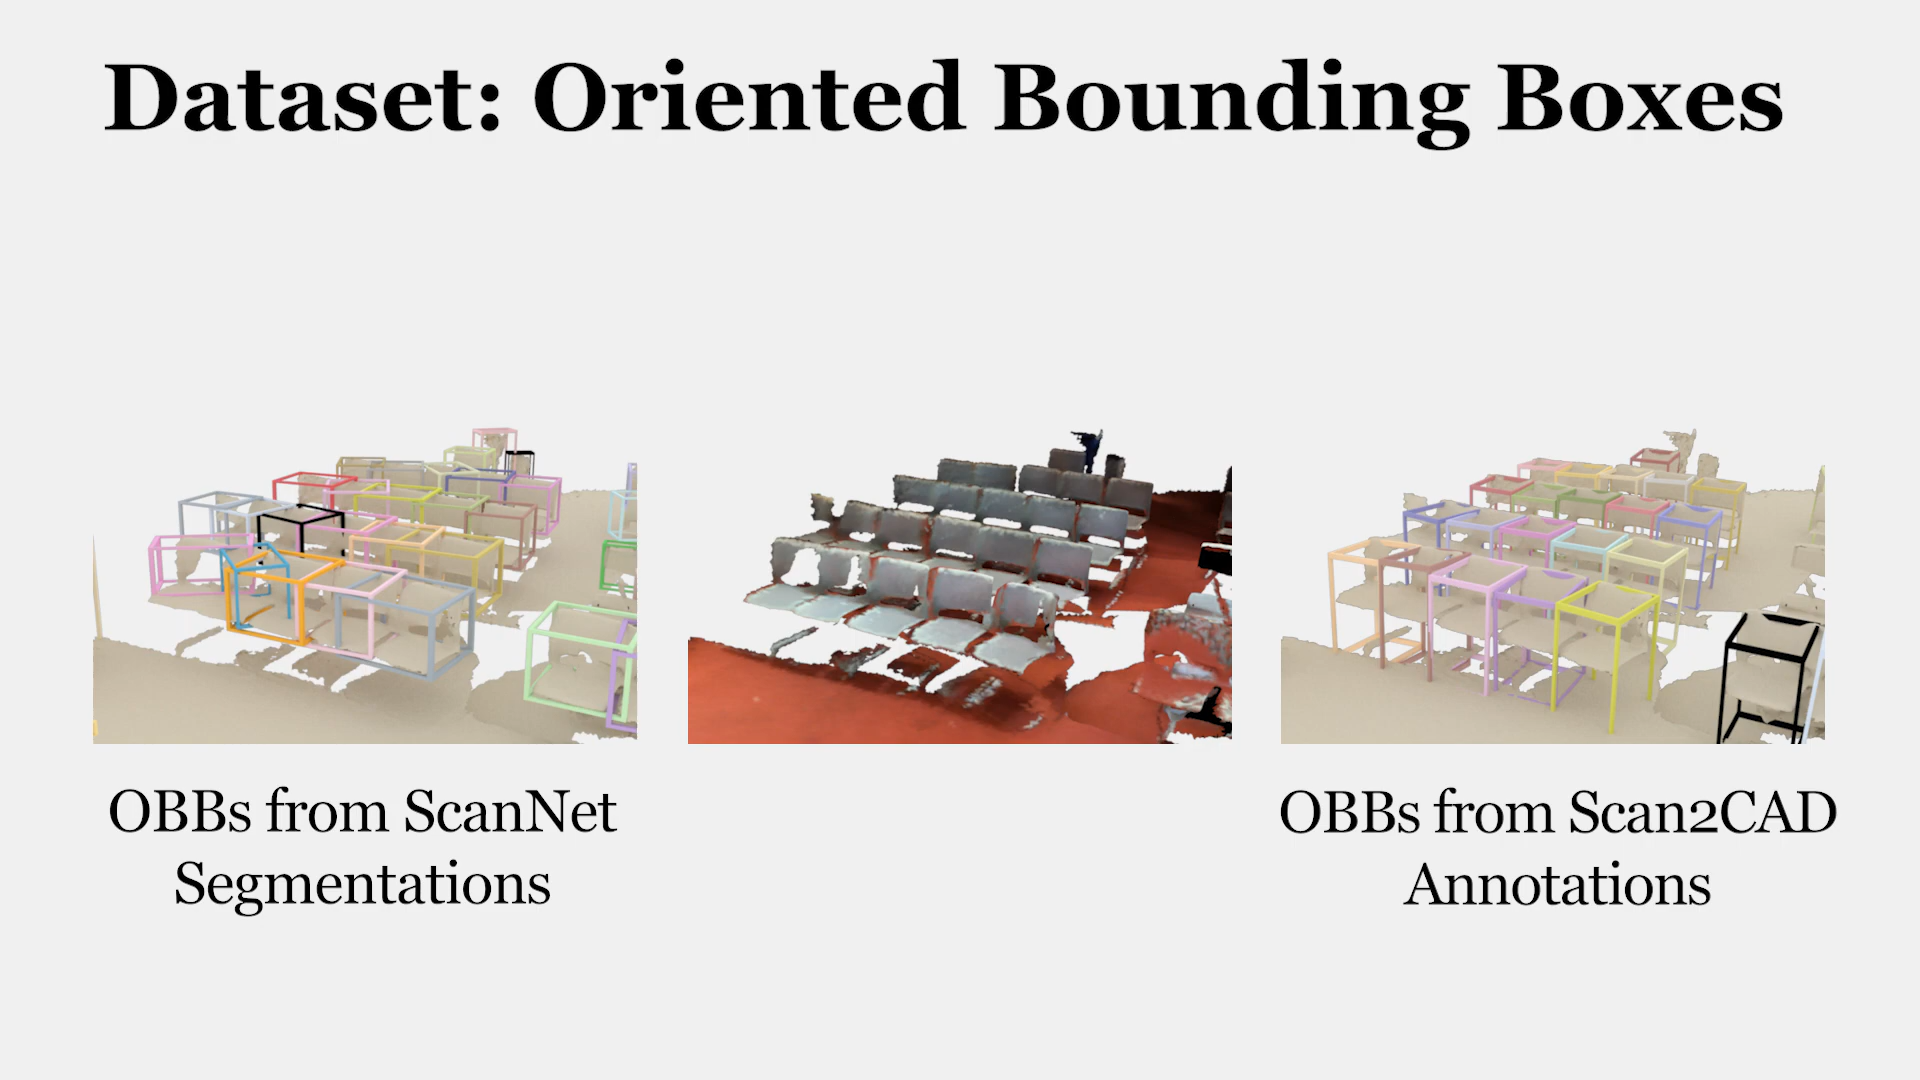 Dataset: Oriented Bounding Boxes
OBBs from ScanNet
Segmentations
OBBs from Scan2CAD
Annotations